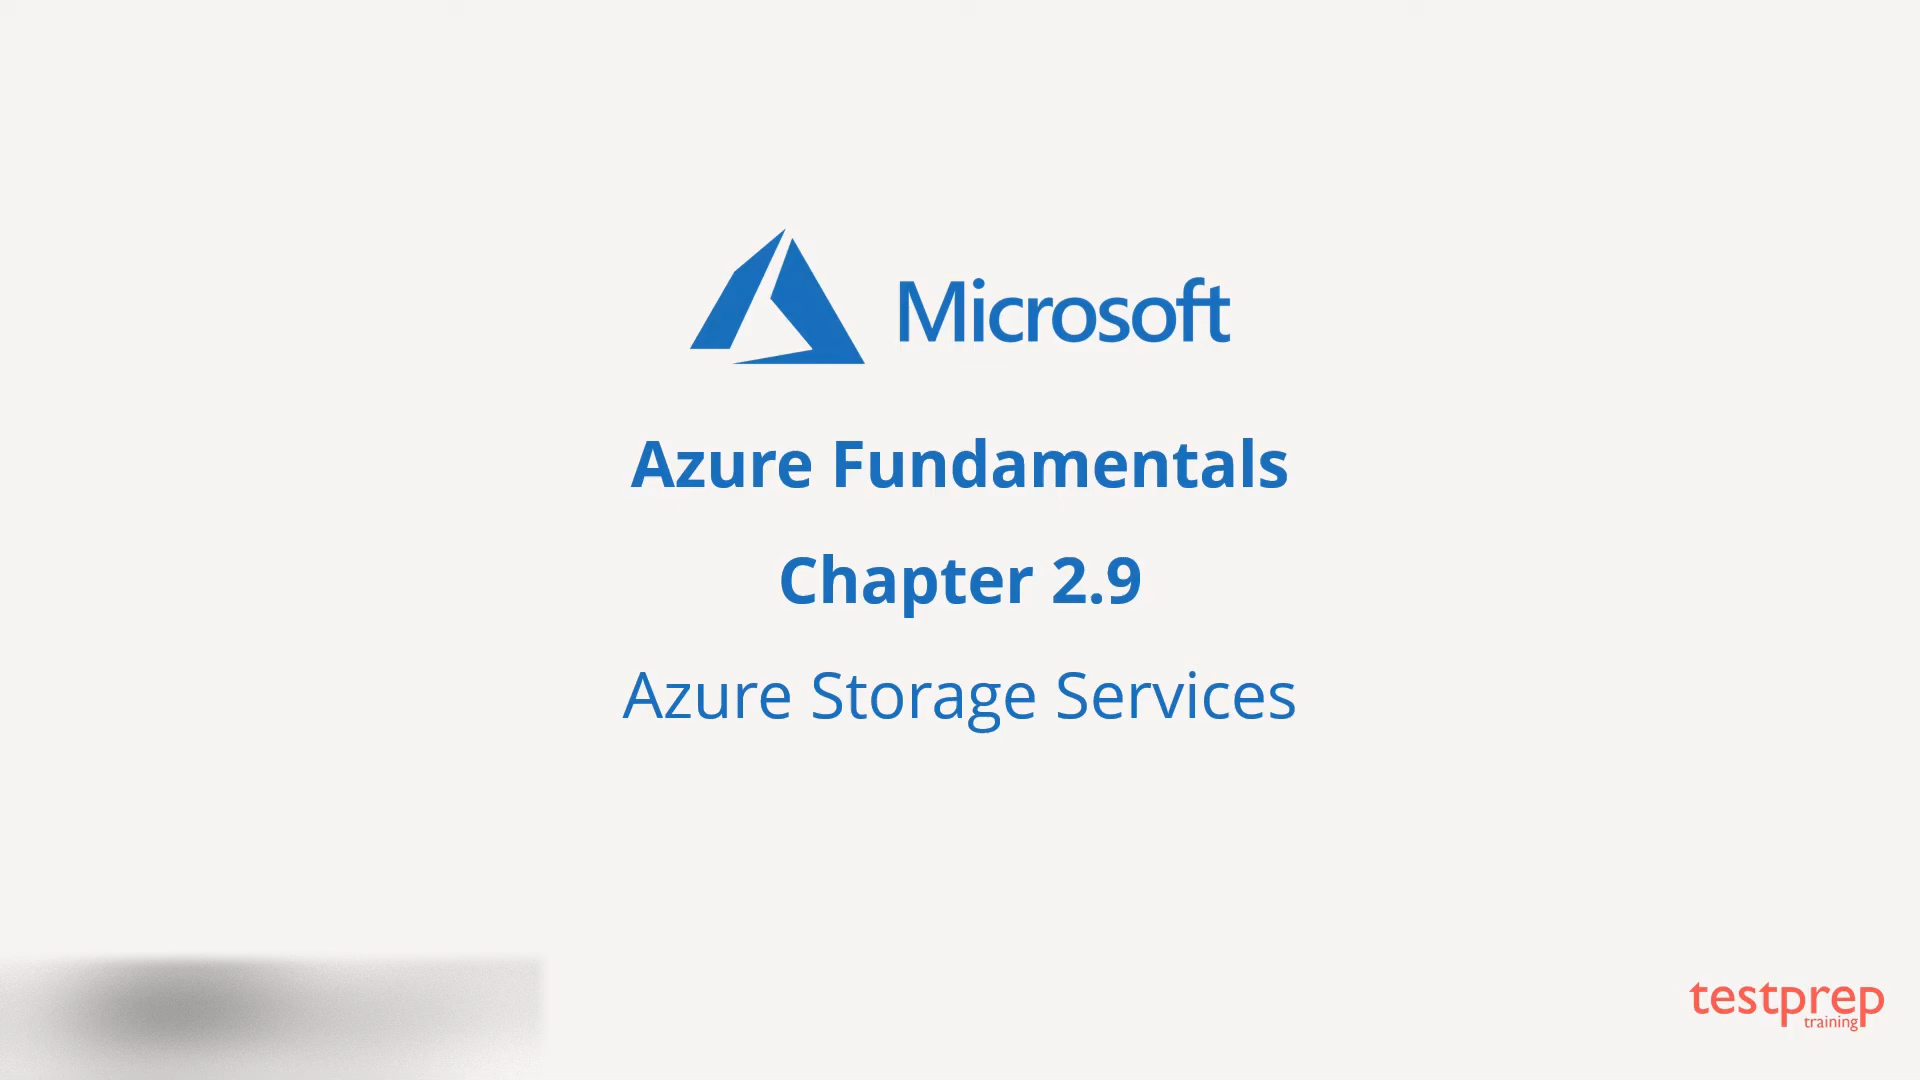 Microsoft
Azure Fundamentals
Chapter 2.9
Azure Storage Services
testprep
training